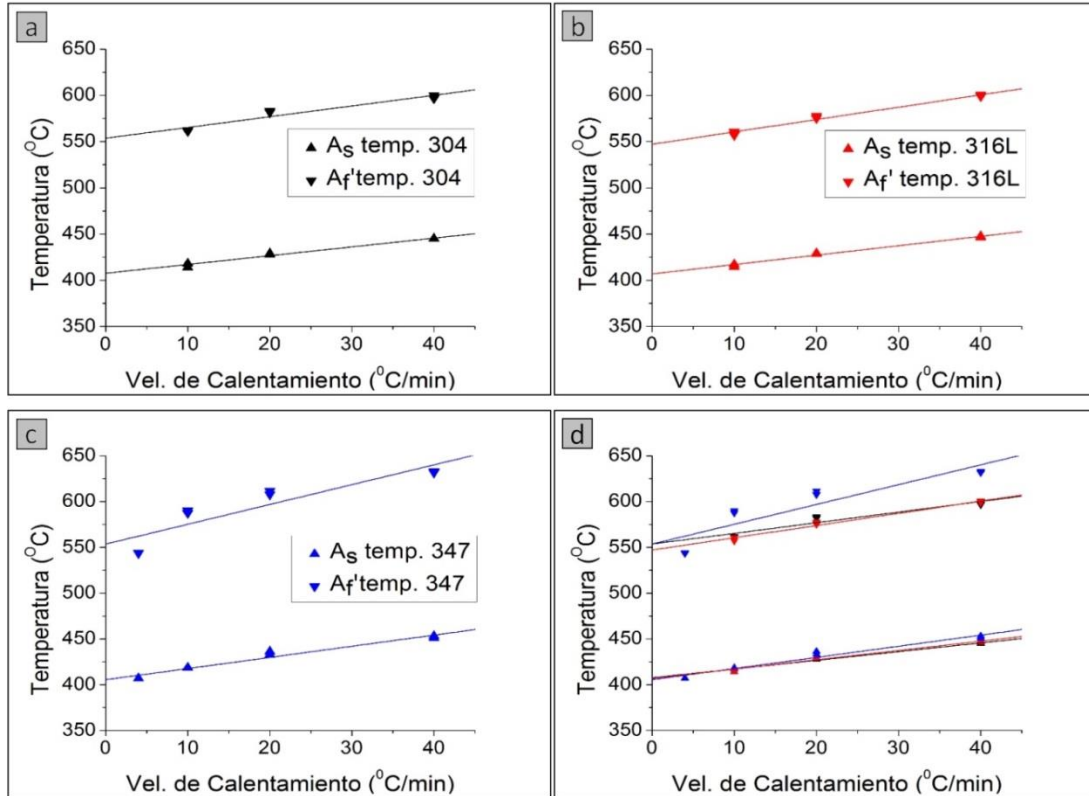 a
650
600
550
500
450
400
350
Temperatura (⁰C)
As temp. 304
Af'temp. 304
0 10 20 30 40
Vel. de Calentamiento (⁰C/min)
b
650
600
550
500
450
400
350
Temperatura (⁰C)
As temp. 316L
Af' temp. 316L
0 10 20 30 40
Vel. de Calentamiento (⁰C/min)
c
650
600
550
500
450
400
350
Temperatura (⁰C)
As temp. 347
Af'temp. 347
0 10 20 30 40
Vel. de Calentamiento (⁰C/min)
d
650
600
550
500
450
400
350
Temperatura (⁰C)
0 10 20 30 40
Vel. de Calentamiento (⁰C/min)